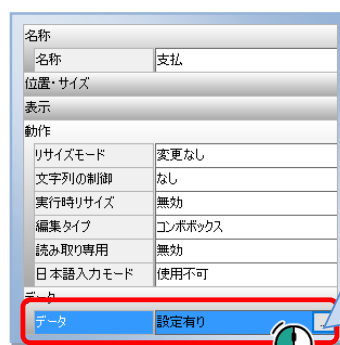 名称
名称 支払
位置・サイズ
表示
動作
リサイズモード 変更なし
文字列の制御 なし
実行時リサイズ 無効
編集タイプ コンボボックス
読み取り専用 無効
日本語入力モード 使用不可
データ
データ 設定有り